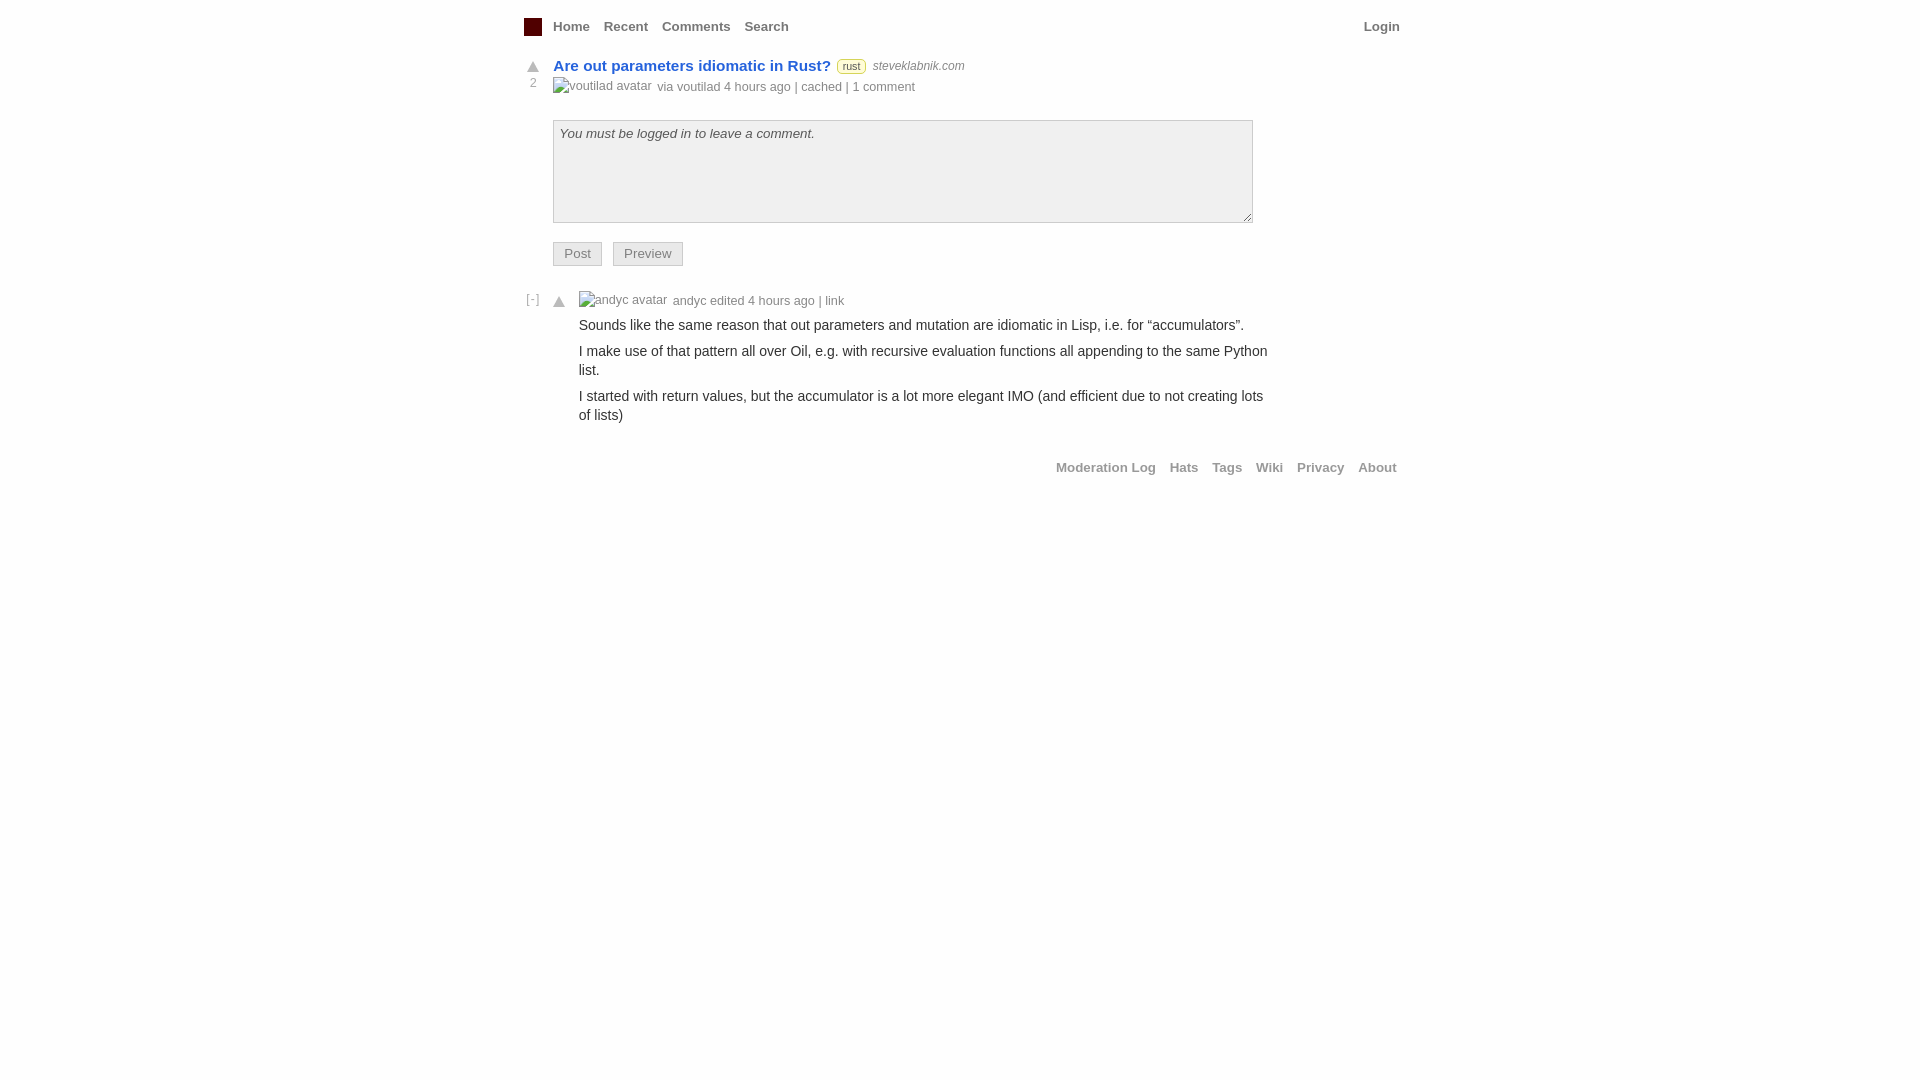 Home Recent Comments Search Login
Are out parameters idiomatic in Rust? rust steveklabnik.com
2
voutilad avatar via voutilad 4 hours ago | cached | 1 comment
You must be logged in to leave a comment.
Post Preview
[-] andyc avatar andyc edited 4 hours ago | link
Sounds like the same reason that out parameters and mutation are idiomatic in Lisp, i.e. for “accumulators”.
I make use of that pattern all over Oil, e.g. with recursive evaluation functions all appending to the same Python
list.
I started with return values, but the accumulator is a lot more elegant IMO (and efficient due to not creating lots
of lists)
Moderation Log Hats Tags Wiki Privacy About